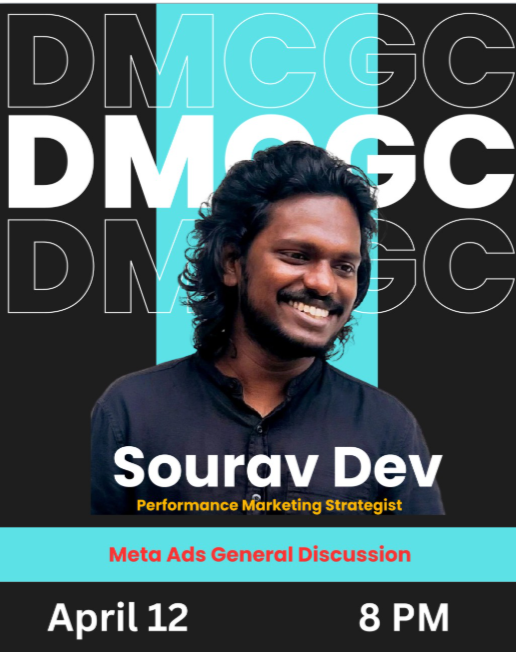 DMCGC
DMCGC
DMCGC
Sourav Dev
Performance Marketing Strategist
Meta Ads General Discussion
April 12
8 PM